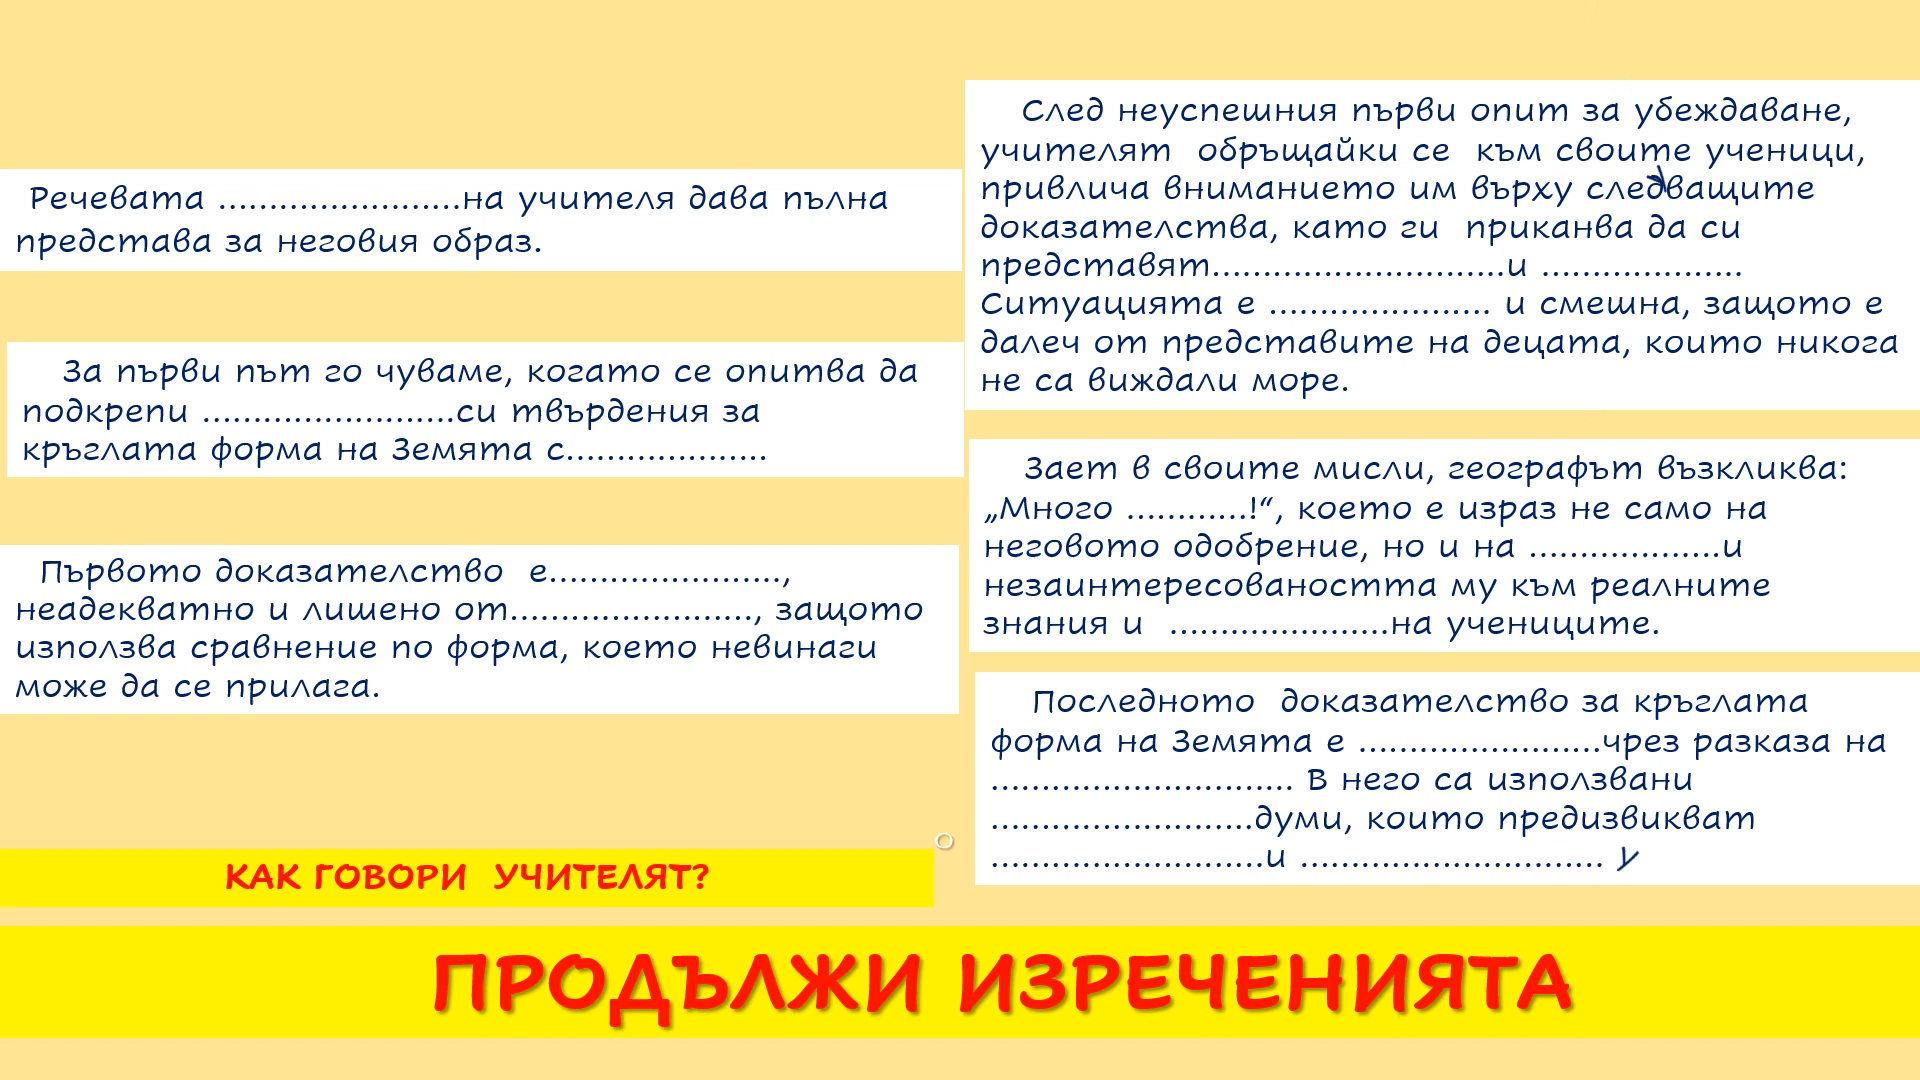 Речевата ........................на учителя дава пълна
представа за неговия образ.
За първи път го чуваме, когато се опитва да
подкрепи .........................си твърдения за
кръглата форма на Земята с....................
Първото доказателство е.......................,
неадекватно и лишено от........................, защото
използва сравнение по форма, което невинаги
може да се прилага.
КАК ГОВОРИ УЧИТЕЛЯТ?
След неуспешния първи опит за убеждаване,
учителят обръщайки се към своите ученици,
привлича вниманието им върху следващите
доказателства, като ги приканва да си
представят.............................и ....................
Ситуацията е ...................... и смешна, защото е
далеч от представите на децата, които никога
не са виждали море.
Зает в своите мисли, географът възкликва:
„Много ............!“, което е израз не само на
неговото одобрение, но и на ...................и
незаинтересоваността му към реалните
знания и ......................на учениците.
Последното доказателство за кръглата
форма на Земята е ........................чрез разказа на
.............................. В него са използвани
..........................думи, които предизвикват
...........................и .............................. у
ПРОДЪЛЖИ ИЗРЕЧЕНИЯТА